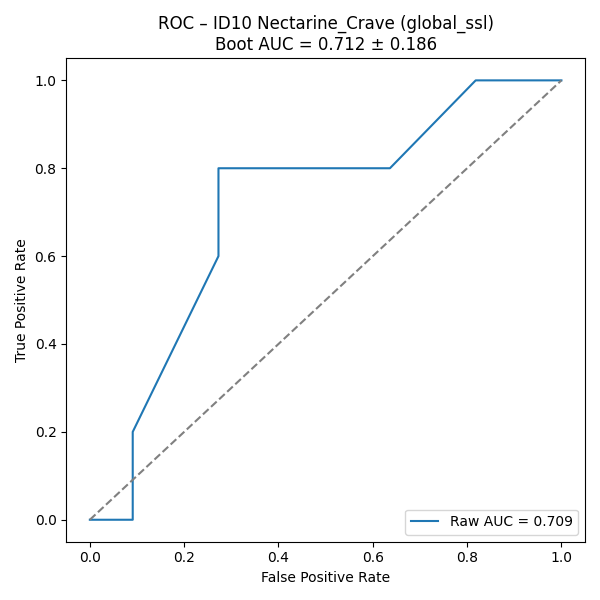 ROC – ID10 Nectarine_Crave (global_ssl)
Boot AUC = 0.712 ± 0.186
1.0
0.8
0.6
0.4
0.2
0.0
True Positive Rate
0.0 0.2 0.4 0.6 0.8 1.0
False Positive Rate
Raw AUC = 0.709